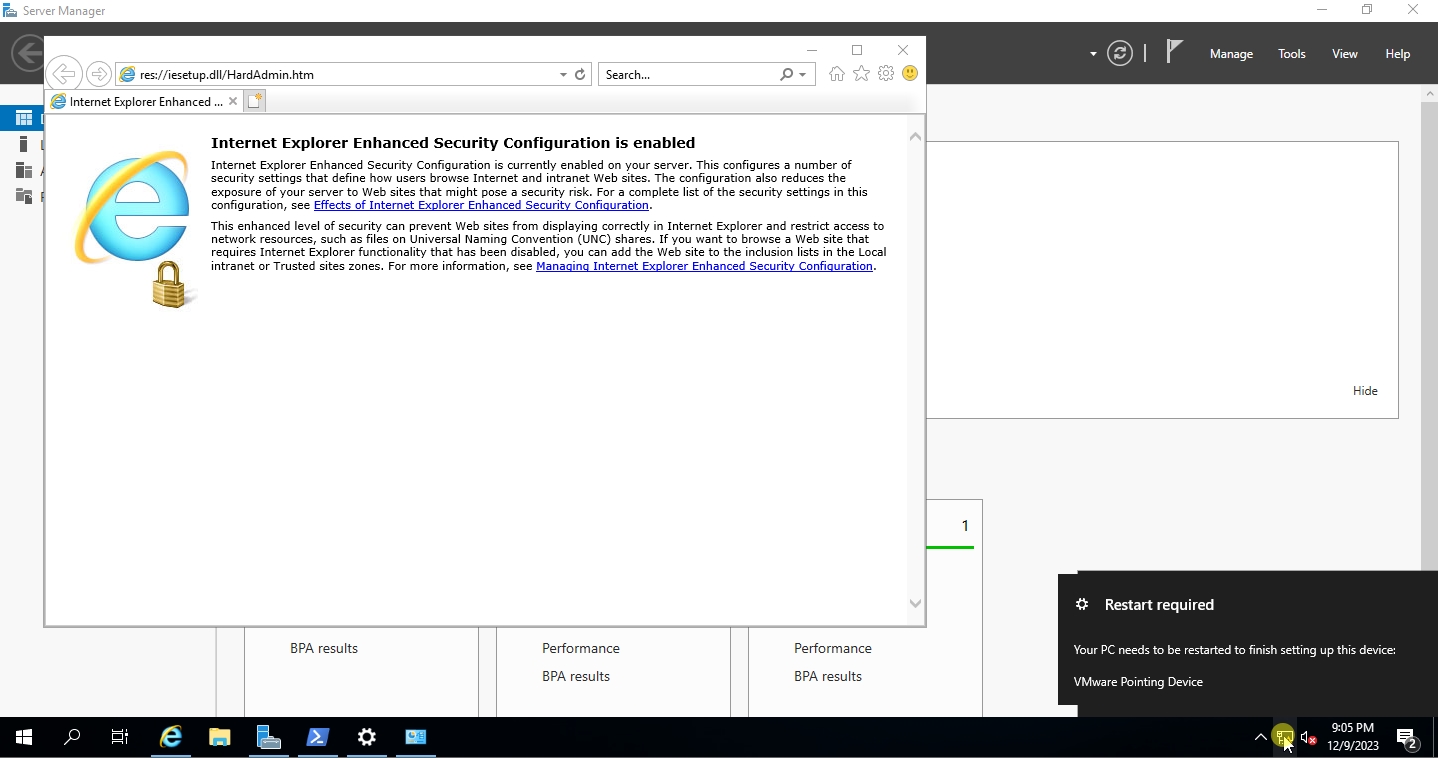 Server Manager
Manage
Tools
View
Help
res://iesetup.dll/HardAdmin.htm
Search...
Internet Explorer Enhanced ...
Internet Explorer Enhanced Security Configuration is enabled
Internet Explorer Enhanced Security Configuration is currently enabled on your server. This configures a number of
security settings that define how users browse Internet and intranet Web sites. The configuration also reduces the
exposure of your server to Web sites that might pose a security risk. For a complete list of the security settings in this
configuration, see Effects of Internet Explorer Enhanced Security Configuration.
This enhanced level of security can prevent Web sites from displaying correctly in Internet Explorer and restrict access to
network resources, such as files on Universal Naming Convention (UNC) shares. If you want to browse a Web site that
requires Internet Explorer functionality that has been disabled, you can add the Web site to the inclusion lists in the Local
intranet or Trusted sites zones. For more information, see Managing Internet Explorer Enhanced Security Configuration.
Hide
1
BPA results
Performance
BPA results
Performance
BPA results
Restart required
Your PC needs to be restarted to finish setting up this device:
VMware Pointing Device
9:05 PM
12/9/2023
2